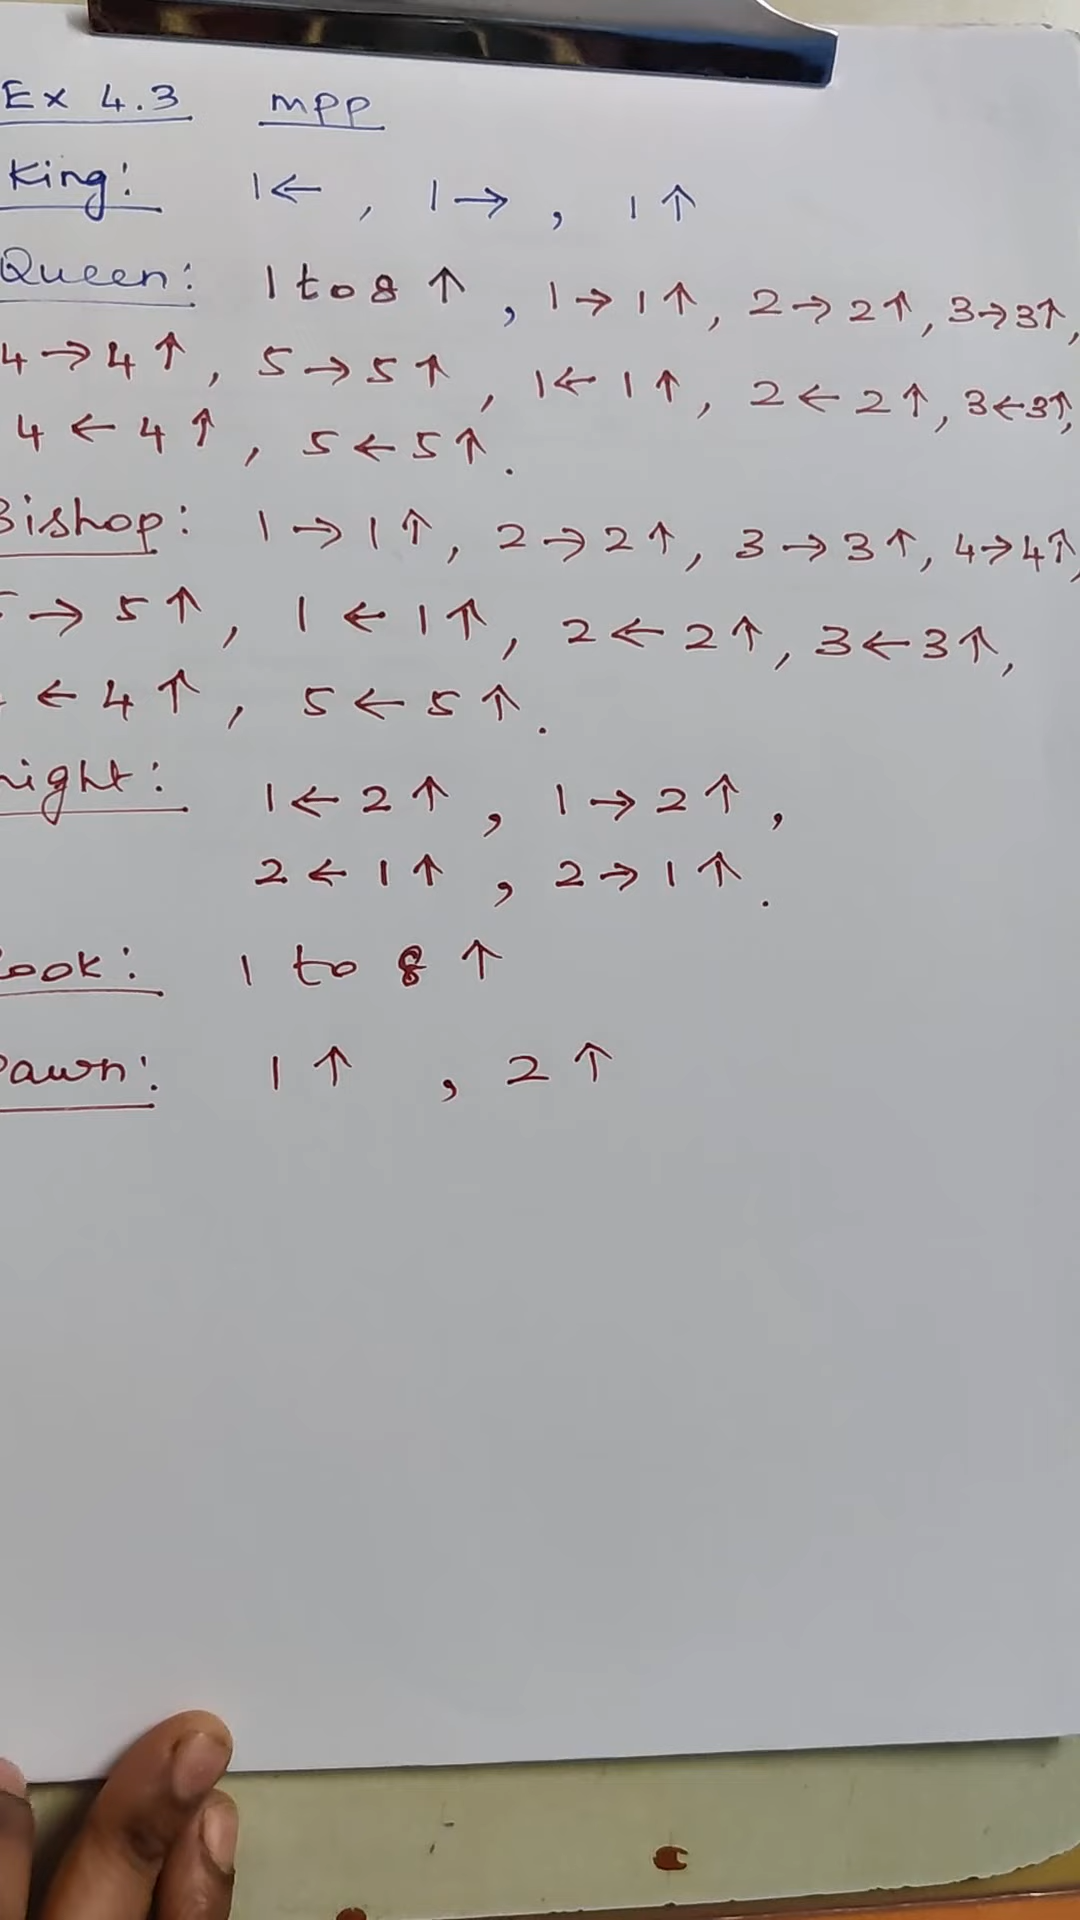 Ex 4.3 MPP
King: 1← , 1→ , 1↑
Queen: 1 to 8 ↑ , 1→1↑, 2→2↑, 3→3↑,
4→4↑, 5→5↑ , 1←1↑, 2←2↑, 3←3↑,
4←4↑, 5←5↑.
Bishop: 1→1↑, 2→2↑, 3→3↑, 4→4↑,
→5↑, 1←1↑, 2←2↑, 3←3↑,
←4↑, 5←5↑.
night: 1←2↑, 1→2↑,
2←1↑, 2→1↑.
ook: 1 to 8 ↑
Pawn: 1↑ , 2↑